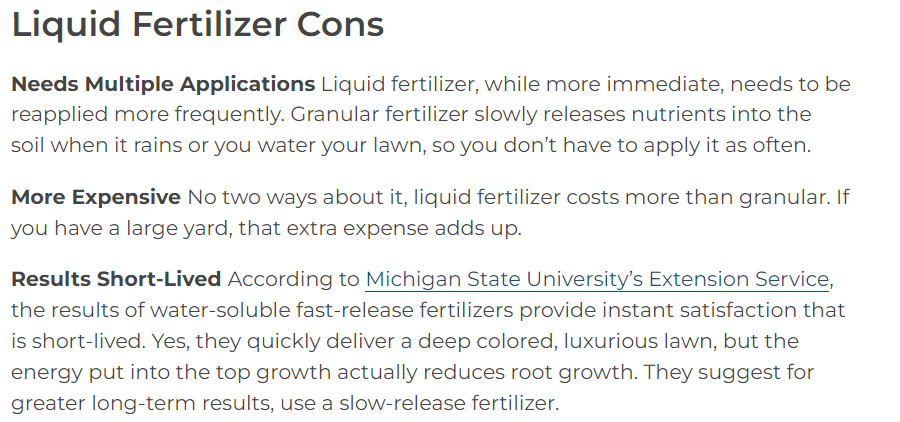 Liquid Fertilizer Cons
Needs Multiple Applications Liquid fertilizer, while more immediate, needs to be
reapplied more frequently. Granular fertilizer slowly releases nutrients into the
soil when it rains or you water your lawn, so you don’t have to apply it as often.
More Expensive No two ways about it, liquid fertilizer costs more than granular. If
you have a large yard, that extra expense adds up.
Results Short-Lived According to Michigan State University’s Extension Service,
the results of water-soluble fast-release fertilizers provide instant satisfaction that
is short-lived. Yes, they quickly deliver a deep colored, luxurious lawn, but the
energy put into the top growth actually reduces root growth. They suggest for
greater long-term results, use a slow-release fertilizer.